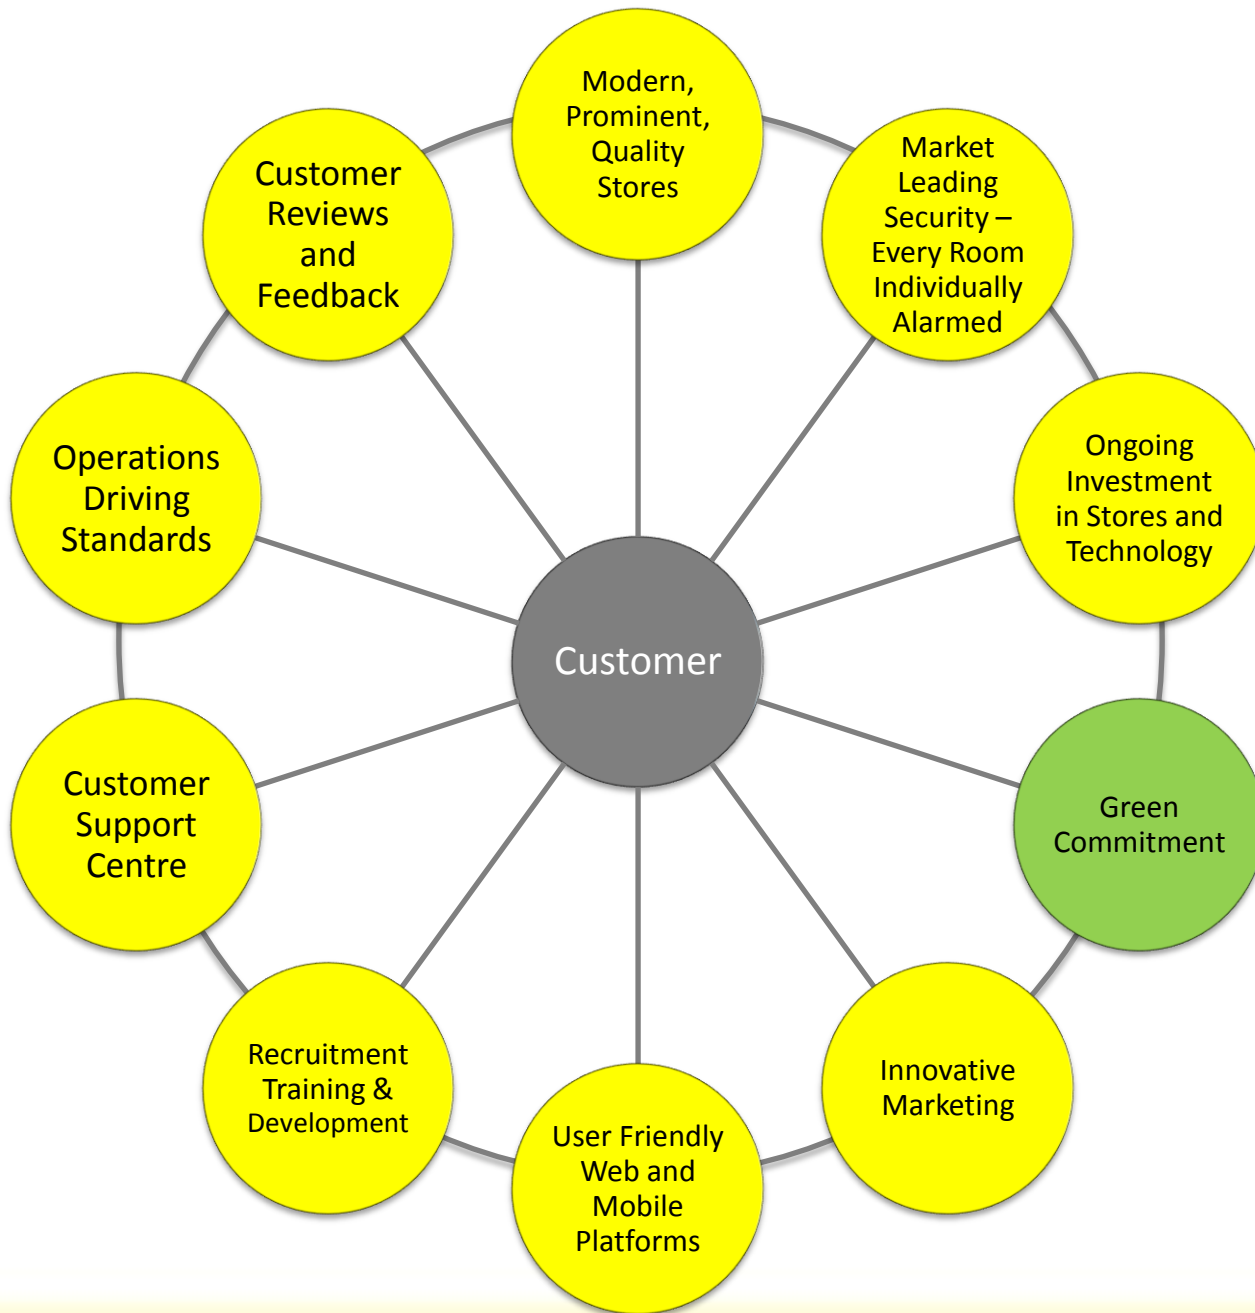 Modern,
Prominent,
Quality
Stores
Market
Leading
Security –
Every Room
Individually
Alarmed
Ongoing
Investment
in Stores and
Technology
Green
Commitment
Innovative
Marketing
User Friendly
Web and
Mobile
Platforms
Recruitment
Training &
Development
Customer
Support
Centre
Operations
Driving
Standards
Customer
Reviews
and
Feedback
Customer